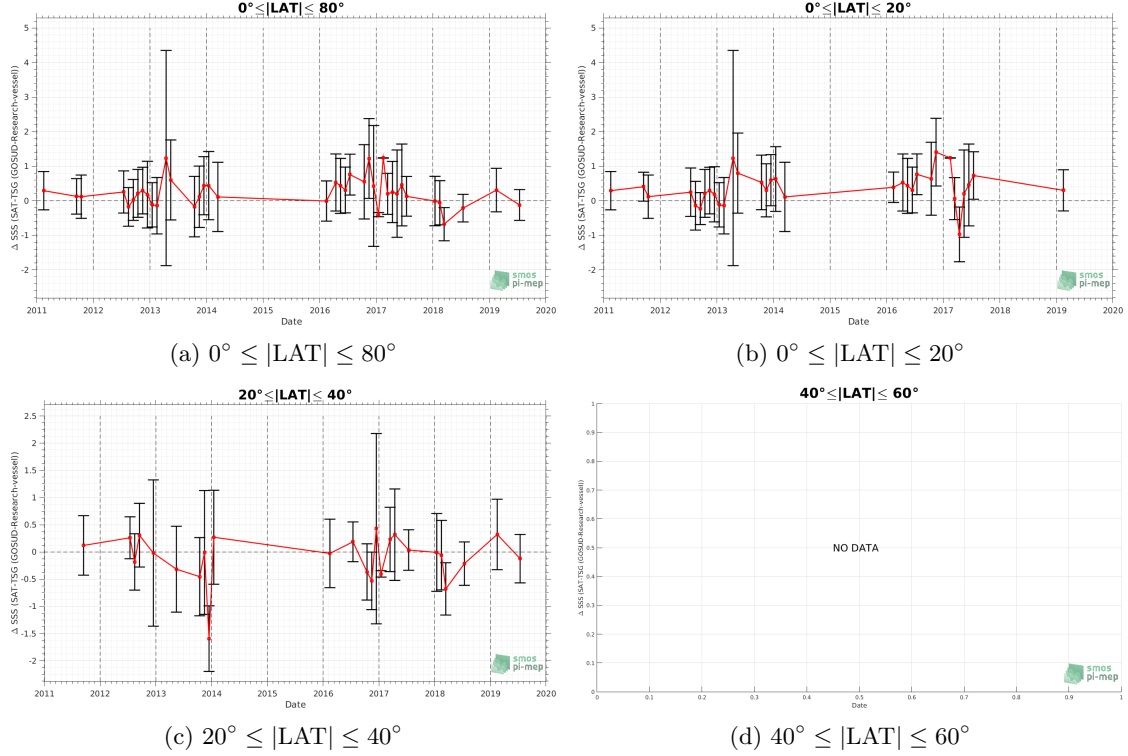 0°≤|LAT|≤ 80°
Δ SSS (SAT-TSG (GOSUD-Research-vessel))
5
4
3
2
1
0
-1
-2
2011 2012 2013 2014 2015 2016 2017 2018 2019 2020
Date
smos
pi-mep
(a) 0° ≤ |LAT| ≤ 80°
0°≤|LAT|≤ 20°
Δ SSS (SAT-TSG (GOSUD-Research-vessel))
5
4
3
2
1
0
-1
-2
2011 2012 2013 2014 2015 2016 2017 2018 2019 2020
Date
smos
pi-mep
(b) 0° ≤ |LAT| ≤ 20°
20°≤|LAT|≤ 40°
Δ SSS (SAT-TSG (GOSUD-Research-vessel))
2.5
2
1.5
1
0.5
0
-0.5
-1
-1.5
-2
2011 2012 2013 2014 2015 2016 2017 2018 2019 2020
Date
smos
pi-mep
(c) 20° ≤ |LAT| ≤ 40°
40°≤|LAT|≤ 60°
Δ SSS (SAT-TSG (GOSUD-Research-vessel))
1
0.9
0.8
0.7
0.6
0.5
0.4
0.3
0.2
0.1
0
NO DATA
0 0.1 0.2 0.3 0.4 0.5 0.6 0.7 0.8 0.9 1
Date
smos
pi-mep
(d) 40° ≤ |LAT| ≤ 60°